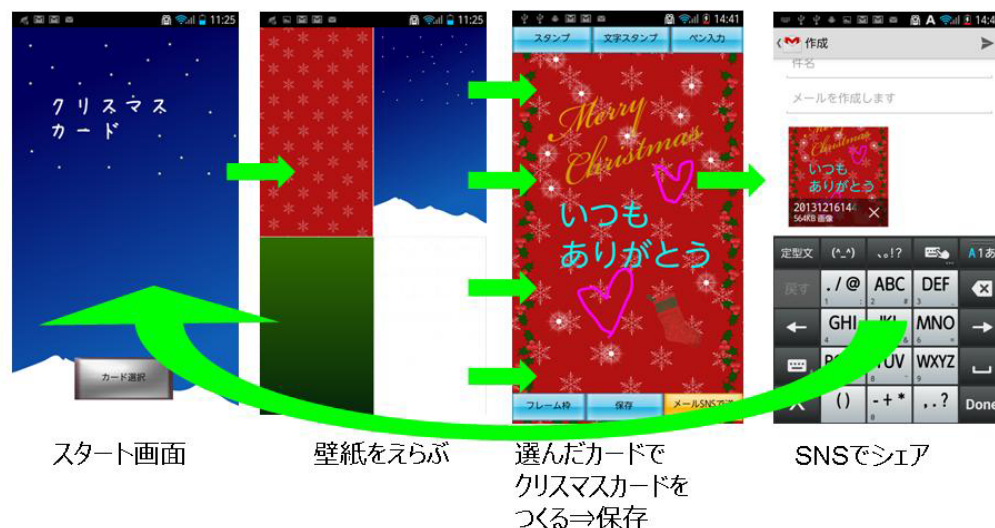 11:25
クリスマス
カード
カード選択
スタート画面
11:25
壁紙をえらぶ
14:41
スタンプ
文字スタンプ
ペン入力
Merry
Christmas
いつも
ありがとう
フレーム枠
保存
選んだカードで
クリスマスカードを
つくる⇒保存
A
作成
件名
メールを作成します
Christmas
いつも
ありがとう
2013121614
564KB 画像
定型文
(^_^)
、。!?
A1あ
戻す
./@
ABC
DEF
GHI
MNO
WXYZ
()
-+*
,.?
Done
SNSでシェア